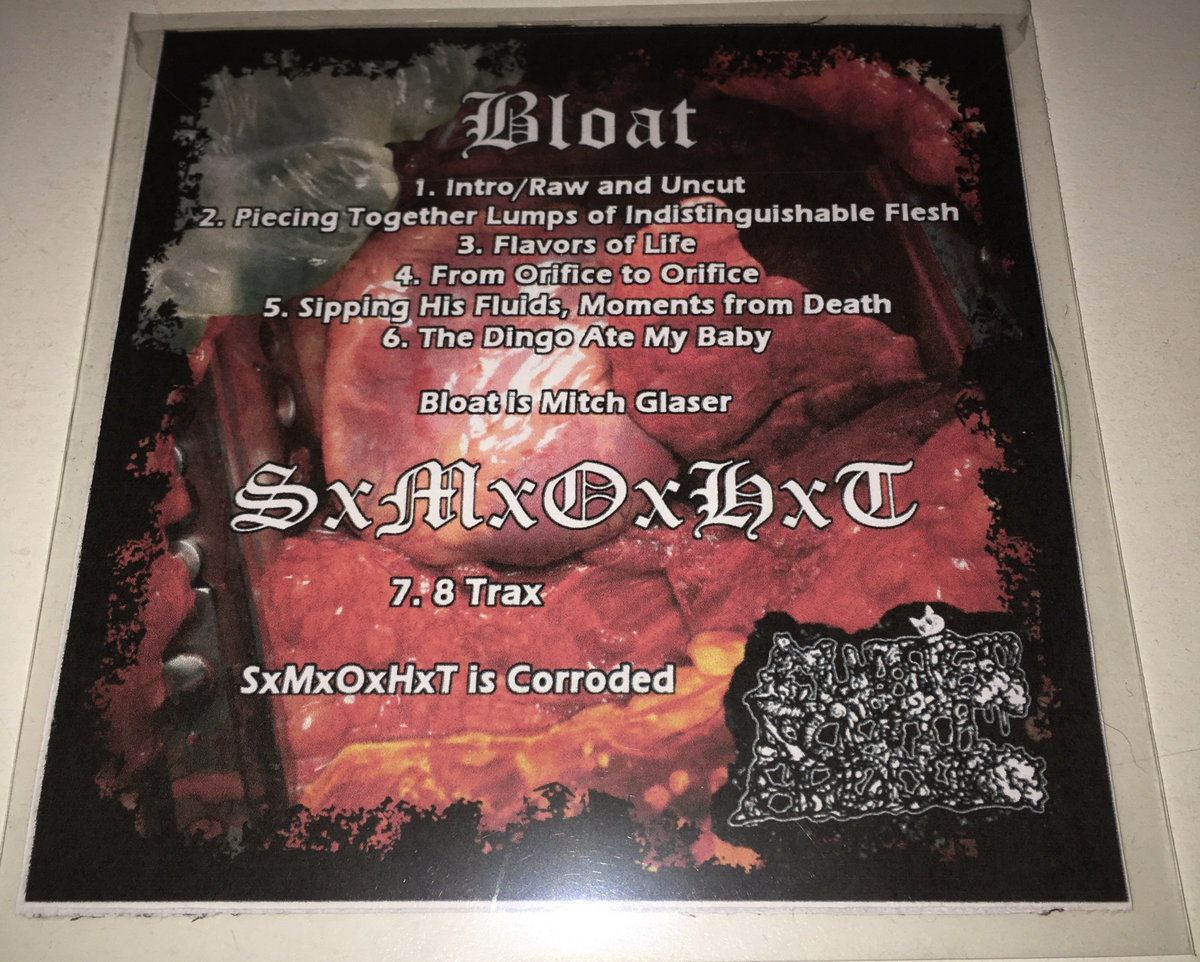 Bloat
1. Intro/Raw and Uncut
2. Piecing Together Lumps of Indistinguishable Flesh
3. Flavors of Life
4. From Orifice to Orifice
5. Sipping His Fluids, Moments from Death
6. The Dingo Ate My Baby
Bloat is Mitch Glaser
SxMxOxHxT
7. 8 Trax
SxMxOxHxT is Corroded